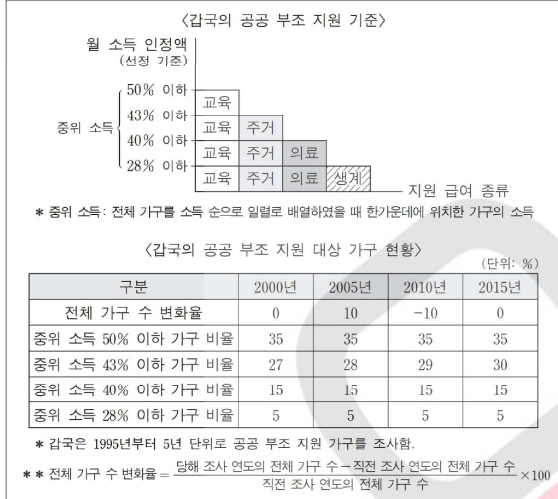 〈갑국의 공공 부조 지원 기준〉
월 소득 인정액
(선정 기준)
50% 이하
교육
43% 이하
교육 주거
중위 소득
40% 이하
교육 주거 의료
28% 이하
교육 주거 의료 생계
지원 급여 종류
* 중위 소득: 전체 가구를 소득 순으로 일렬로 배열하였을 때 한가운데에 위치한 가구의 소득
〈갑국의 공공 부조 지원 대상 가구 현황〉
(단위: %)
구분 2000년 2005년 2010년 2015년
전체 가구 수 변화율 0 10 -10 0
중위 소득 50% 이하 가구 비율 35 35 35 35
중위 소득 43% 이하 가구 비율 27 28 29 30
중위 소득 40% 이하 가구 비율 15 15 15 15
중위 소득 28% 이하 가구 비율 5 5 5 5
* 갑국은 1995년부터 5년 단위로 공공 부조 지원 가구를 조사함.
** 전체 가구 수 변화율 = 당해 조사 연도의 전체 가구 수 - 직전 조사 연도의 전체 가구 수
직전 조사 연도의 전체 가구 수
×100